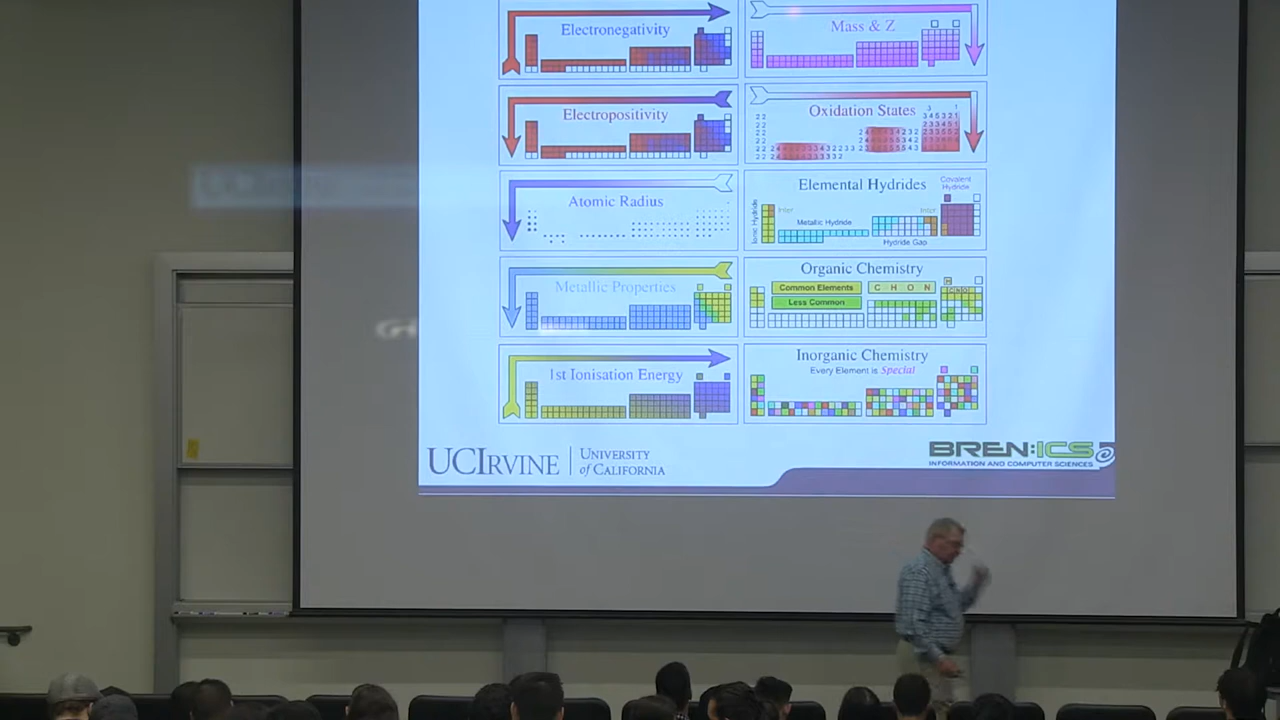 Electronegativity
Mass & Z
Electropositivity
Oxidation States
Atomic Radius
Elemental Hydrides
Covalent
Hydride
Ionic Hydride
Metallic Hydride
Hydride Gap
Metallic Properties
Organic Chemistry
Common Elements
C H O N
Less Common
1st Ionisation Energy
Inorganic Chemistry
Every Element is Special
UCIRVINE
UNIVERSITY
of CALIFORNIA
BREN:ICS
INFORMATION AND COMPUTER SCIENCES